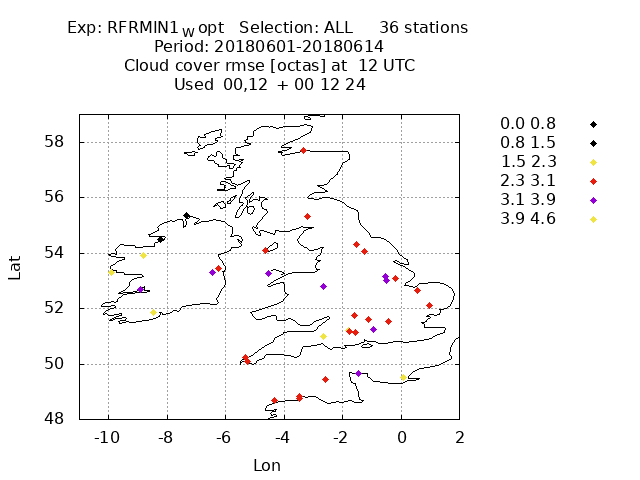 Exp: RFRMIN1wopt Selection: ALL 36 stations
Period: 20180601-20180614
Cloud cover rmse [octas] at 12 UTC
Used 00,12 + 00 12 24
0.0 0.8
0.8 1.5
1.5 2.3
2.3 3.1
3.1 3.9
3.9 4.6
58
56
54
52
50
48
Lat
-10 -8 -6 -4 -2 0 2
Lon